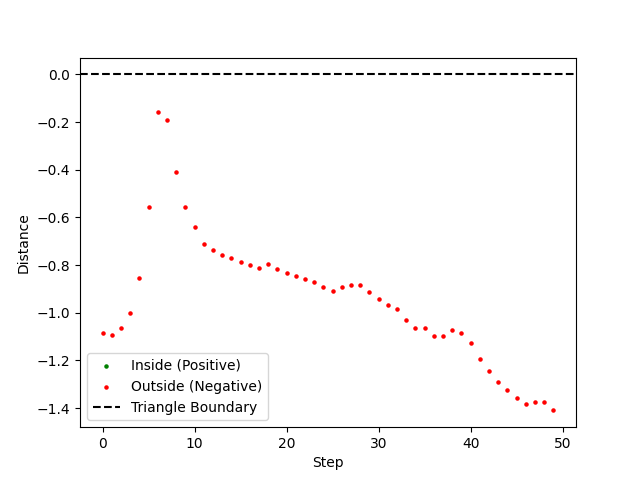 0.0
−0.2
−0.4
−0.6
−0.8
−1.0
−1.2
−1.4
Distance
Inside (Positive)
Outside (Negative)
Triangle Boundary
0 10 20 30 40 50
Step